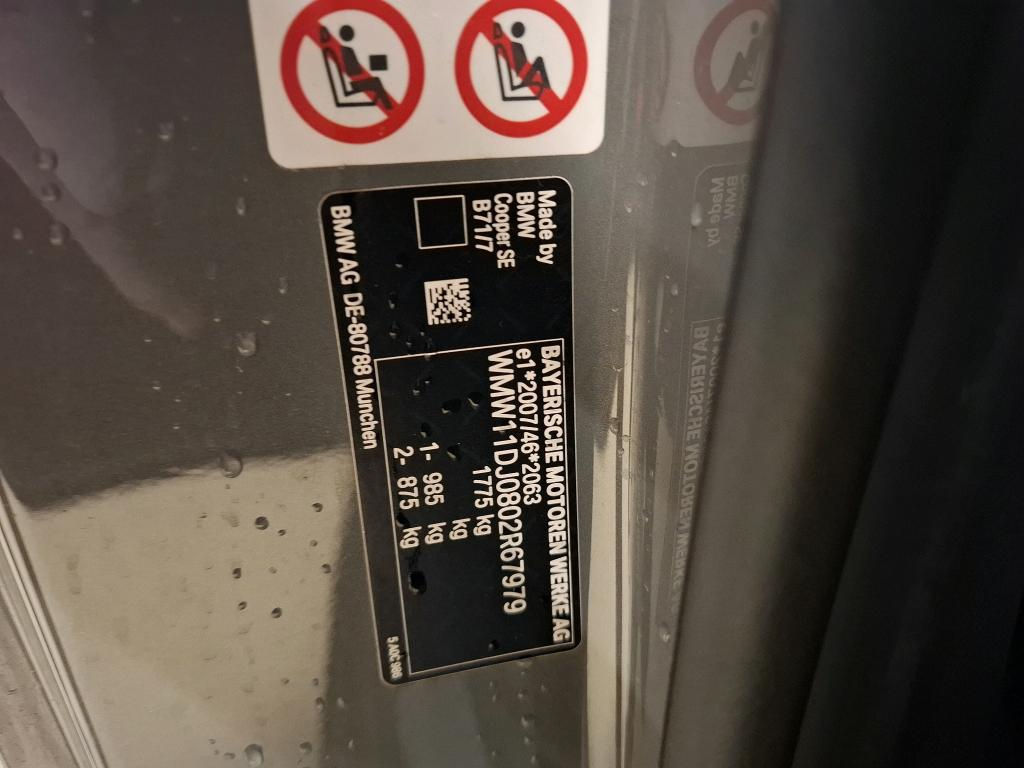 Made by
BMW
Cooper SE
B71/7
BAYERISCHE MOTOREN WERKE AG
e1*2007/46*2063
WMW11DJ0802R67979
1775 kg
kg
1- 985 kg
2- 875 kg
BMW AG DE-80788 Munchen